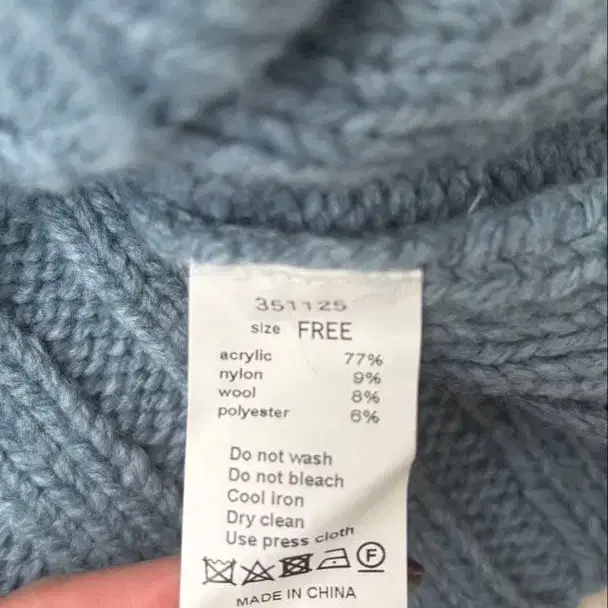 351125
size FREE
acrylic 77%
nylon 9%
wool 8%
polyester 6%
Do not wash
Do not bleach
Cool iron
Dry clean
Use press cloth
F
MADE IN CHINA